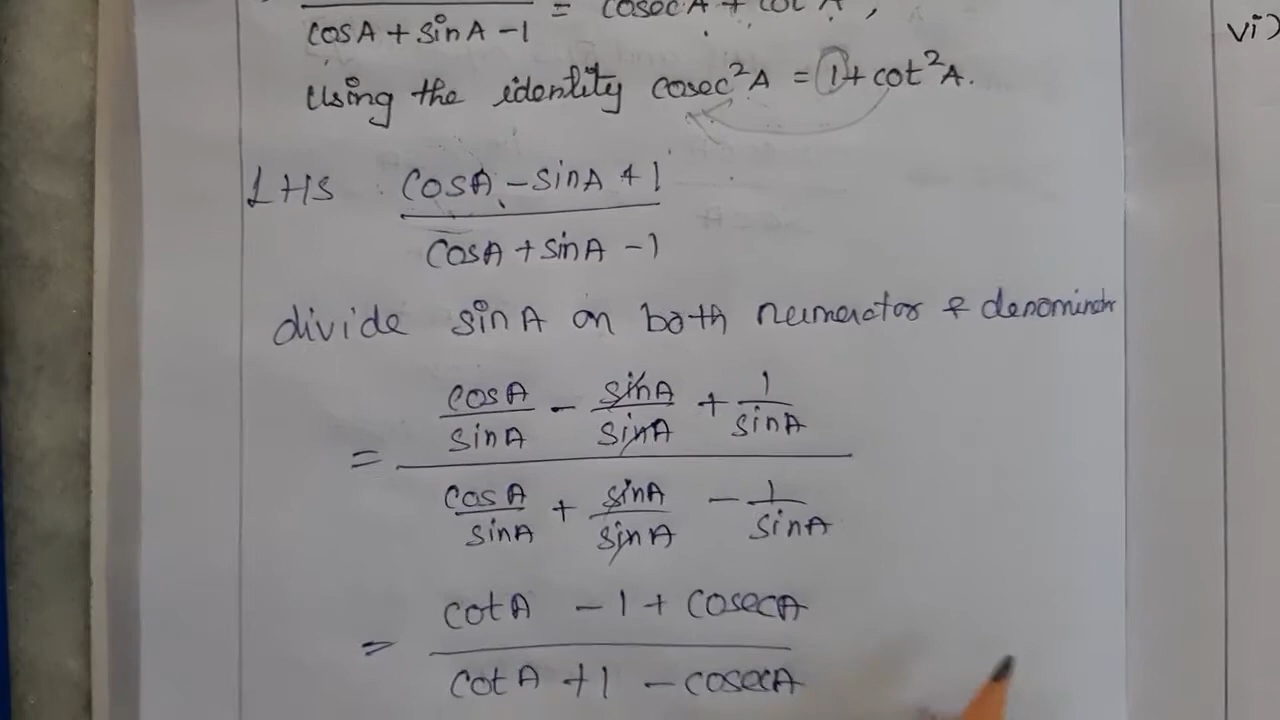 cosA + sinA - 1 = cosecA + cot A,
Using the identity cosec²A = 1 + cot²A.
vi)
LHS cosA - sinA + 1
cosA + sinA - 1
divide sinA on both numerator & denominator
cosA/sinA - sinA/sinA + 1/sinA
=
cosA/sinA + sinA/sinA - 1/sinA
cotA - 1 + cosecA
=
cotA + 1 - cosecA